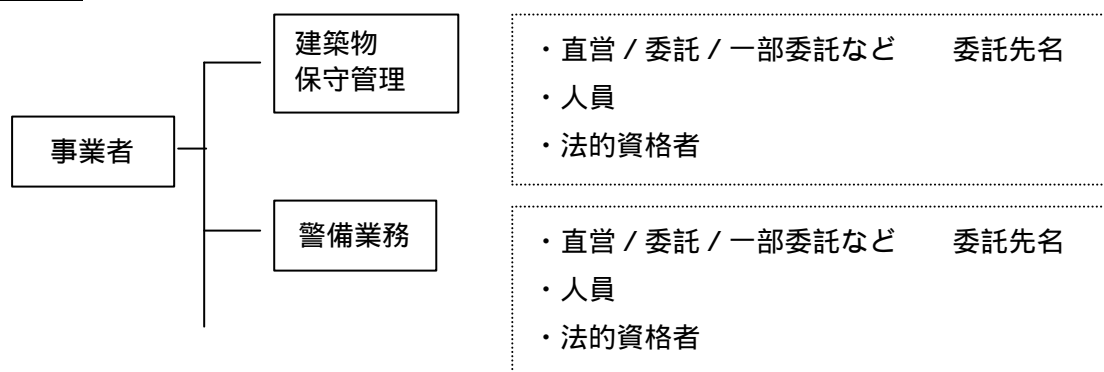 建築物
保守管理
・直営 / 委託 / 一部委託など　　委託先名
・人員
・法的資格者
事業者
警備業務
・直営 / 委託 / 一部委託など　　委託先名
・人員
・法的資格者